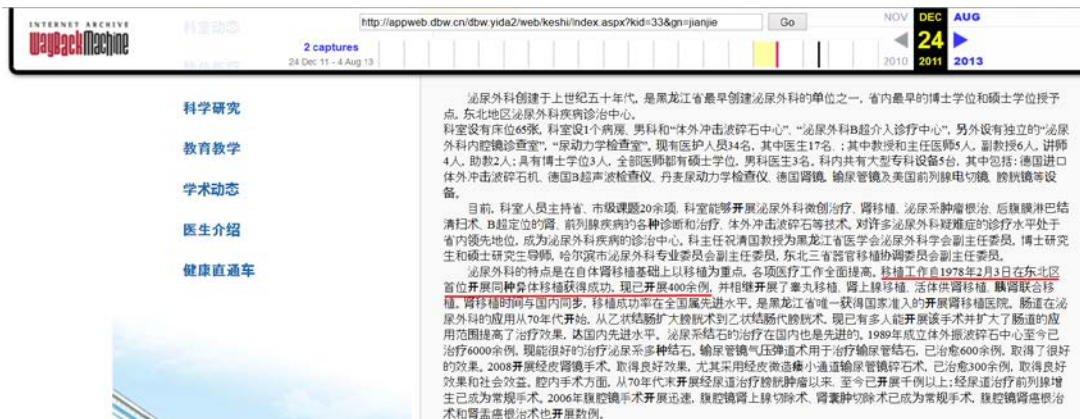 INTERNET ARCHIVE
WayBackMachine
http://appweb.dbw.cn/dbw.yida2/web/keshi/Index.aspx?kid=33&gn=jianjie
Go
2 captures
24 Dec 11 - 4 Aug 13
NOV DEC AUG
24
2010 2011 2013
科室动态
科学研究
教育教学
学术动态
医生介绍
健康直通车
泌尿外科创建于上世纪五十年代，是黑龙江省最早创建泌尿外科的单位之一，省内最早的博士学位和硕士学位授予
点，东北地区泌尿外科疾病诊治中心。
科室设有床位65张，科室设1个病房、男科和“体外冲击波碎石中心”、“泌尿外科B超介入诊疗中心”，另外设有独立的“泌尿
外科内腔镜诊查室”，“尿动力学检查室”。现有医护人员34名，其中医生17名.；其中教授和主任医师5人，副教授6人，讲师
4人，助教2人；具有博士学位3人，全部医师都有硕士学位，男科医生3名。科内共有大型专科设备5台，其中包括：德国进口
体外冲击波碎石机、德国B超声波检查仪、丹麦尿动力学检查仪、德国肾镜、输尿管镜及美国前列腺电切镜、膀胱镜等设
备。
目前，科室人员主持省、市级课题20余项，科室能够开展泌尿外科微创治疗、肾移植、泌尿系肿瘤根治、后腹膜淋巴结
清扫术、B超定位的肾、前列腺疾病的各种诊断和治疗、体外冲击波碎石等技术。对许多泌尿外科疑难症的诊疗水平处于
省内领先地位，成为泌尿外科疾病的诊治中心。科主任祝清国教授为黑龙江省医学会泌尿外科学会副主任委员，博士研究
生和硕士研究生导师，哈尔滨市泌尿外科专业委员会副主任委员，东北三省器官移植协调委员会副主任委员。
泌尿外科的特点是在自体肾移植基础上以移植为重点，各项医疗工作全面提高。移植工作自1978年2月3日在东北区
首位开展同种异体移植获得成功，现已开展400余例，并相继开展了睾丸移植、肾上腺移植、活体供肾移植、胰肾联合移
植。肾移植时间与国内同步，移植成功率在全国属先进水平。是黑龙江省唯一获得国家准入的开展肾移植医院。肠道在泌
尿外科的应用从70年代开始，从乙状结肠扩大膀胱术到乙状结肠代膀胱术，现已有多人能开展该手术并扩大了肠道的应
用范围提高了治疗效果，达国内先进水平。泌尿系结石的治疗在国内也是先进的，1989年成立体外振波碎石中心至今已
治疗6000余例，现能很好的治疗泌尿系多种结石。输尿管镜气压弹道术用于治疗输尿管结石，已治愈600余例，取得了很好
的效果。2008开展经皮肾镜手术，取得良好效果，尤其采用经皮微造瘘小通道输尿管镜碎石术，已治愈300余例，取得良好
效果和社会效益。腔内手术方面，从70年代末开展经尿道治疗膀胱肿瘤以来，至今已开展千例以上；经尿道治疗前列腺增
生已成为常规手术。2006年腹腔镜手术开展迅速，腹腔镜肾上腺切除术、肾囊肿切除术已成为常规手术，腹腔镜肾癌根治
术和肾盂癌根治术也开展数例。